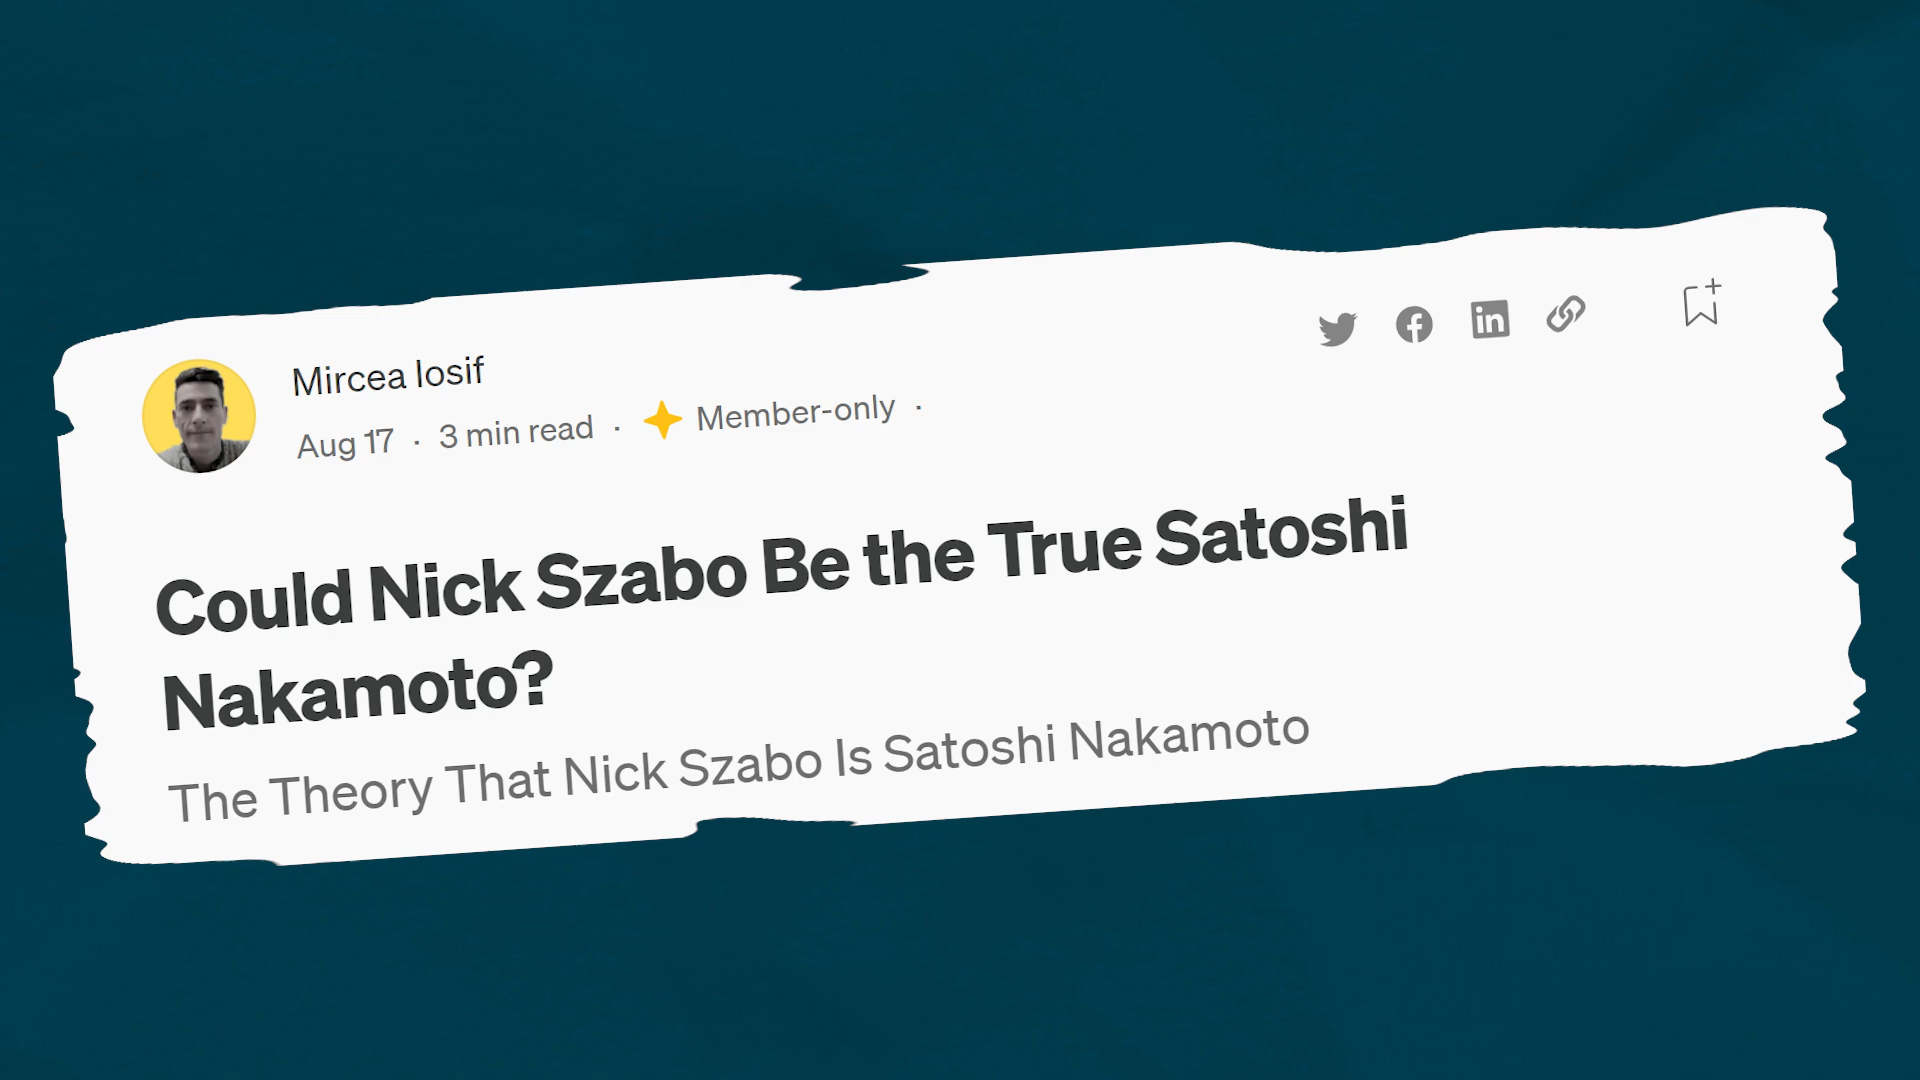 Mircea Iosif
Aug 17 · 3 min read · Member-only ·
Could Nick Szabo Be the True Satoshi
Nakamoto?
The Theory That Nick Szabo Is Satoshi Nakamoto